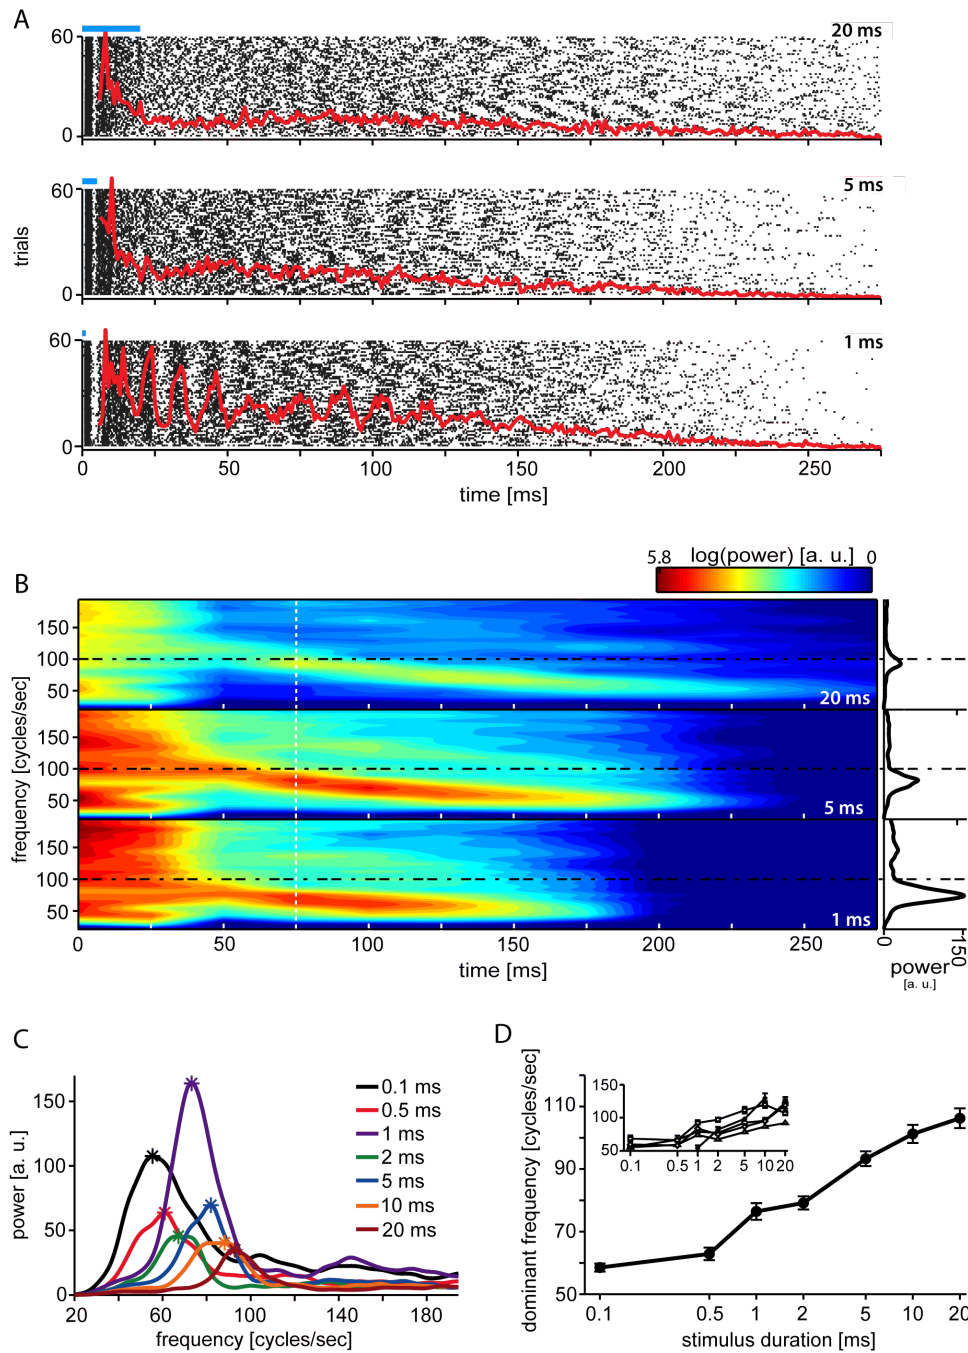 A
20 ms
60
0
5 ms
60
trials
0
1 ms
60
0
0 50 100 150 200 250
time [ms]
5.8 log(power) [a. u.] 0
B
150
100
50
20 ms
150
100
50
5 ms
150
100
50
1 ms
frequency [cycles/sec]
0 50 100 150 200 250
time [ms]
0 150
power
[a. u.]
C
150
100
50
0
power [a. u.]
20 60 100 140 180
frequency [cycles/sec]
0.1 ms
0.5 ms
1 ms
2 ms
5 ms
10 ms
20 ms
D
dominant frequency [cycles/sec]
110
90
70
50
150
100
50
0.1 0.5 1 2 5 10 20
0.1 0.5 1 2 5 10 20
stimulus duration [ms]